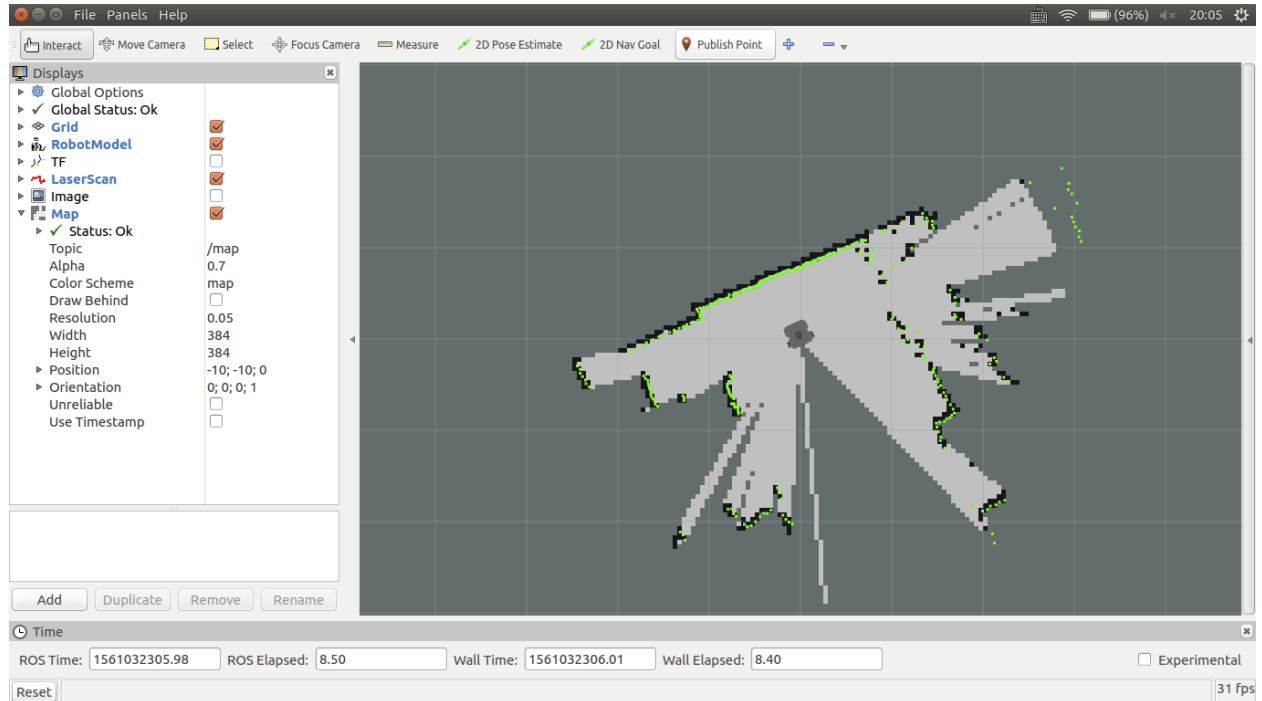 File Panels Help (96%) 20:05
Interact Move Camera Select Focus Camera Measure 2D Pose Estimate 2D Nav Goal Publish Point
Displays
Global Options
Global Status: Ok
Grid
RobotModel
TF
LaserScan
Image
Map
Status: Ok
Topic /map
Alpha 0.7
Color Scheme map
Draw Behind
Resolution 0.05
Width 384
Height 384
Position -10; -10; 0
Orientation 0; 0; 0; 1
Unreliable
Use Timestamp
Add Duplicate Remove Rename
Time
ROS Time: 1561032305.98 ROS Elapsed: 8.50 Wall Time: 1561032306.01 Wall Elapsed: 8.40 Experimental
Reset 31 fps